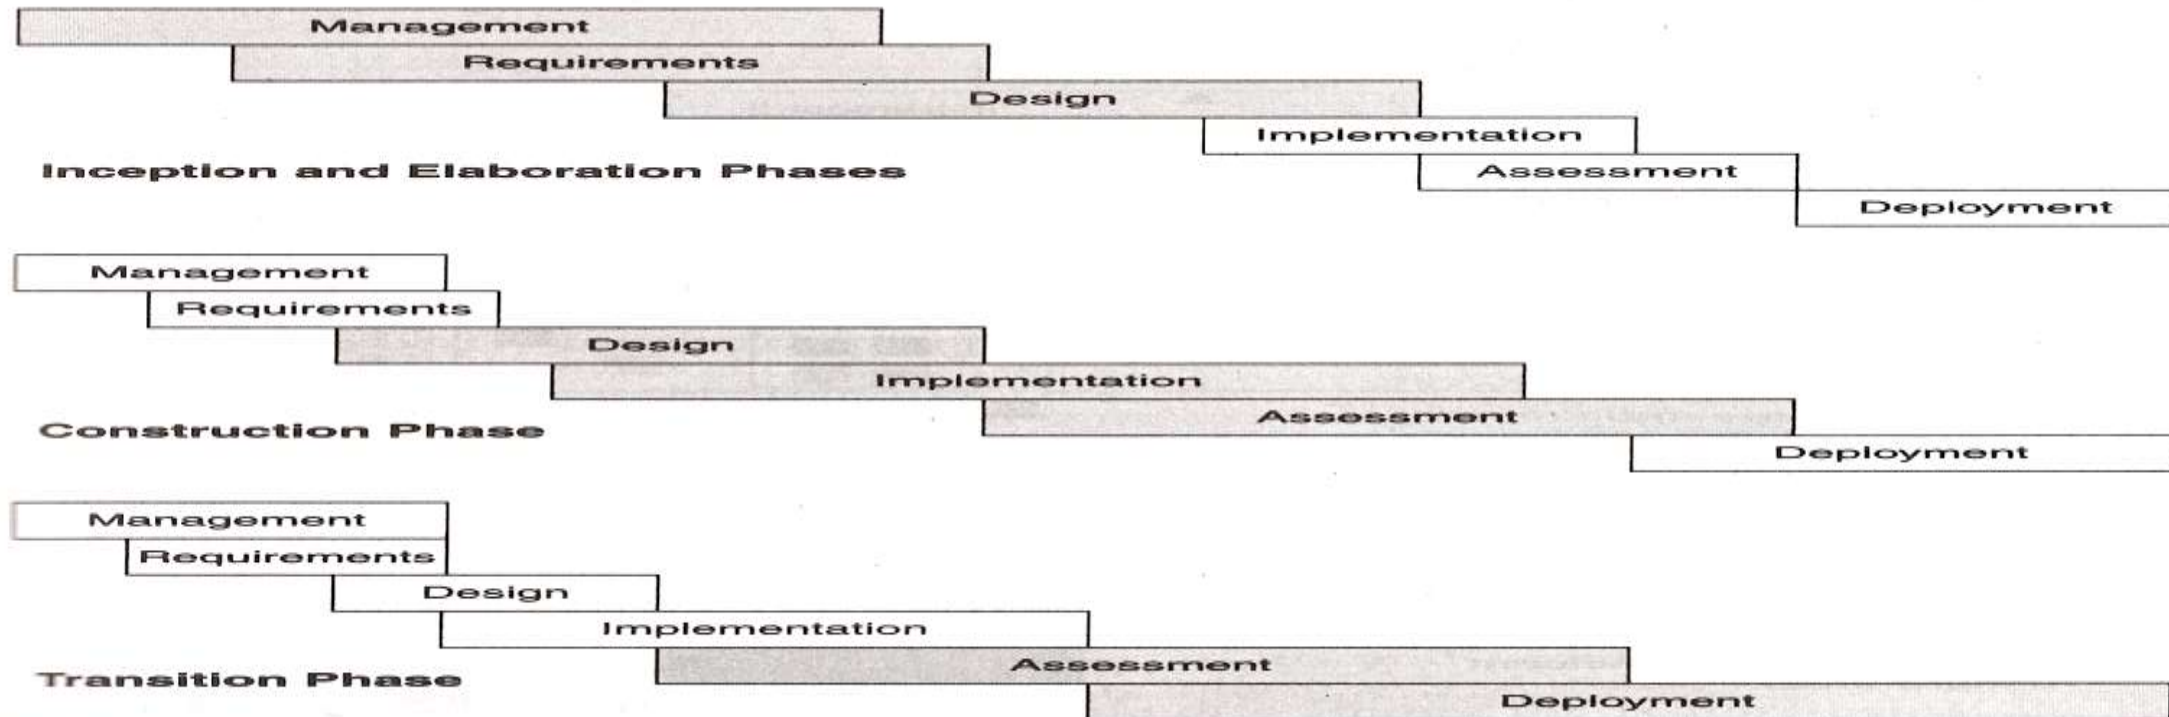 Management
Requirements
Design
Implementation
Inception and Elaboration Phases
Assessment
Deployment
Management
Requirements
Design
Implementation
Construction Phase
Assessment
Deployment
Management
Requirements
Design
Implementation
Transition Phase
Assessment
Deployment